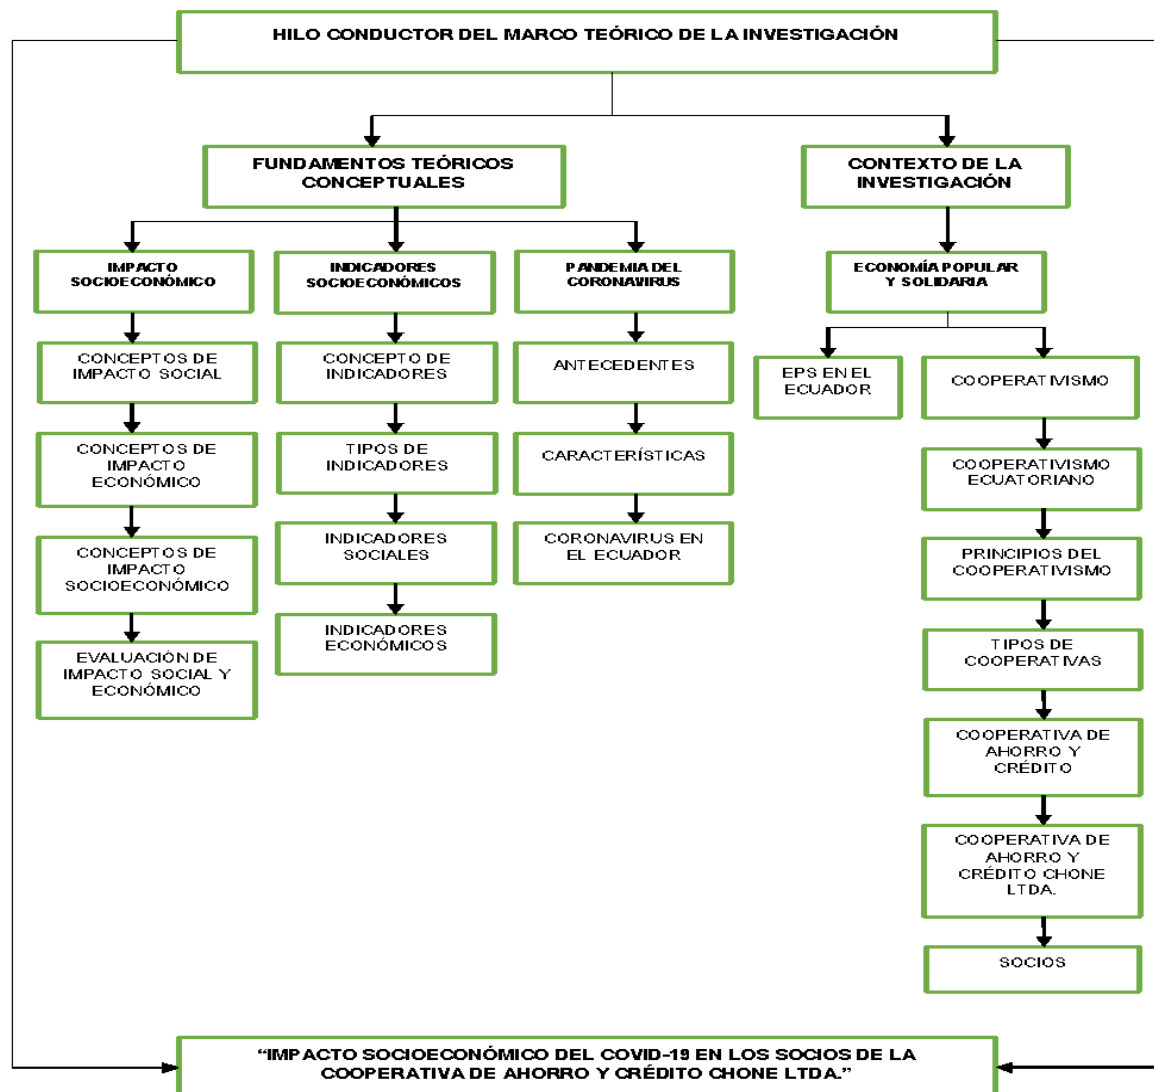 HILO CONDUCTOR DEL MARCO TEÓRICO DE LA INVESTIGACIÓN
FUNDAMENTOS TEÓRICOS
CONCEPTUALES
CONTEXTO DE LA
INVESTIGACIÓN
IMPACTO
SOCIOECONÓMICO
INDICADORES
SOCIOECONÓMICOS
PANDEMIA DEL
CORONAVIRUS
ECONOMÍA POPULAR
Y SOLIDARIA
CONCEPTOS DE
IMPACTO SOCIAL
CONCEPTOS DE
IMPACTO
ECONÓMICO
CONCEPTOS DE
IMPACTO
SOCIOECONÓMICO
EVALUACIÓN DE
IMPACTO SOCIAL Y
ECONÓMICO
CONCEPTO DE
INDICADORES
TIPOS DE
INDICADORES
INDICADORES
SOCIALES
INDICADORES
ECONÓMICOS
ANTECEDENTES
CARACTERÍSTICAS
CORONAVIRUS EN
EL ECUADOR
EPS EN EL
ECUADOR
COOPERATIVISMO
COOPERATIVISMO
ECUATORIANO
PRINCIPIOS DEL
COOPERATIVISMO
TIPOS DE
COOPERATIVAS
COOPERATIVA DE
AHORRO Y
CRÉDITO
COOPERATIVA DE
AHORRO Y
CRÉDITO CHONE
LTDA.
SOCIOS
“IMPACTO SOCIOECONÓMICO DEL COVID-19 EN LOS SOCIOS DE LA
COOPERATIVA DE AHORRO Y CRÉDITO CHONE LTDA.”